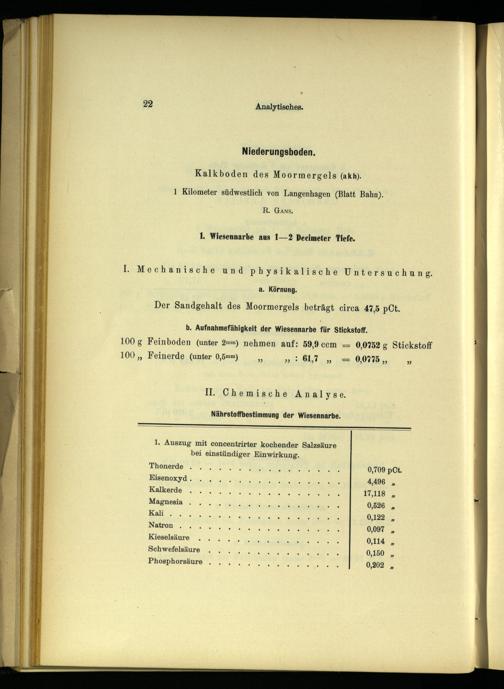 22
Analytisches.
Niederungsboden.
Kalkboden des Moormergels (akh).
1 Kilometer südwestlich von Langenhagen (Blatt Bahn).
R. Gans.
1. Wiesennarbe aus 1—2 Decimeter Tiefe.
I. Mechanische und physikalische Untersuchung.
a. Körnung.
Der Sandgehalt des Moormergels beträgt circa 47,5 pCt.
b. Aufnahmefähigkeit der Wiesennarbe für Stickstoff.
100 g Feinboden (unter 2mm) nehmen auf: 59,9 ccm = 0,0752 g Stickstoff
100 „ Feinerde (unter 0,5mm) „ „ : 61,7 „ = 0,0775 „ „
II. Chemische Analyse.
Nährstoffbestimmung der Wiesennarbe.
1. Auszug mit concentrirter kochender Salzsäure
bei einstündiger Einwirkung.
Thonerde . . . . . . . . . . . . . . . 0,709 pCt.
Eisenoxyd . . . . . . . . . . . . . . . 4,496 „
Kalkerde . . . . . . . . . . . . . . . 17,118 „
Magnesia . . . . . . . . . . . . . . . 0,526 „
Kali . . . . . . . . . . . . . . . . . 0,122 „
Natron . . . . . . . . . . . . . . . . 0,097 „
Kieselsäure . . . . . . . . . . . . . . 0,114 „
Schwefelsäure . . . . . . . . . . . . . 0,150 „
Phosphorsäure . . . . . . . . . . . . . 0,202 „